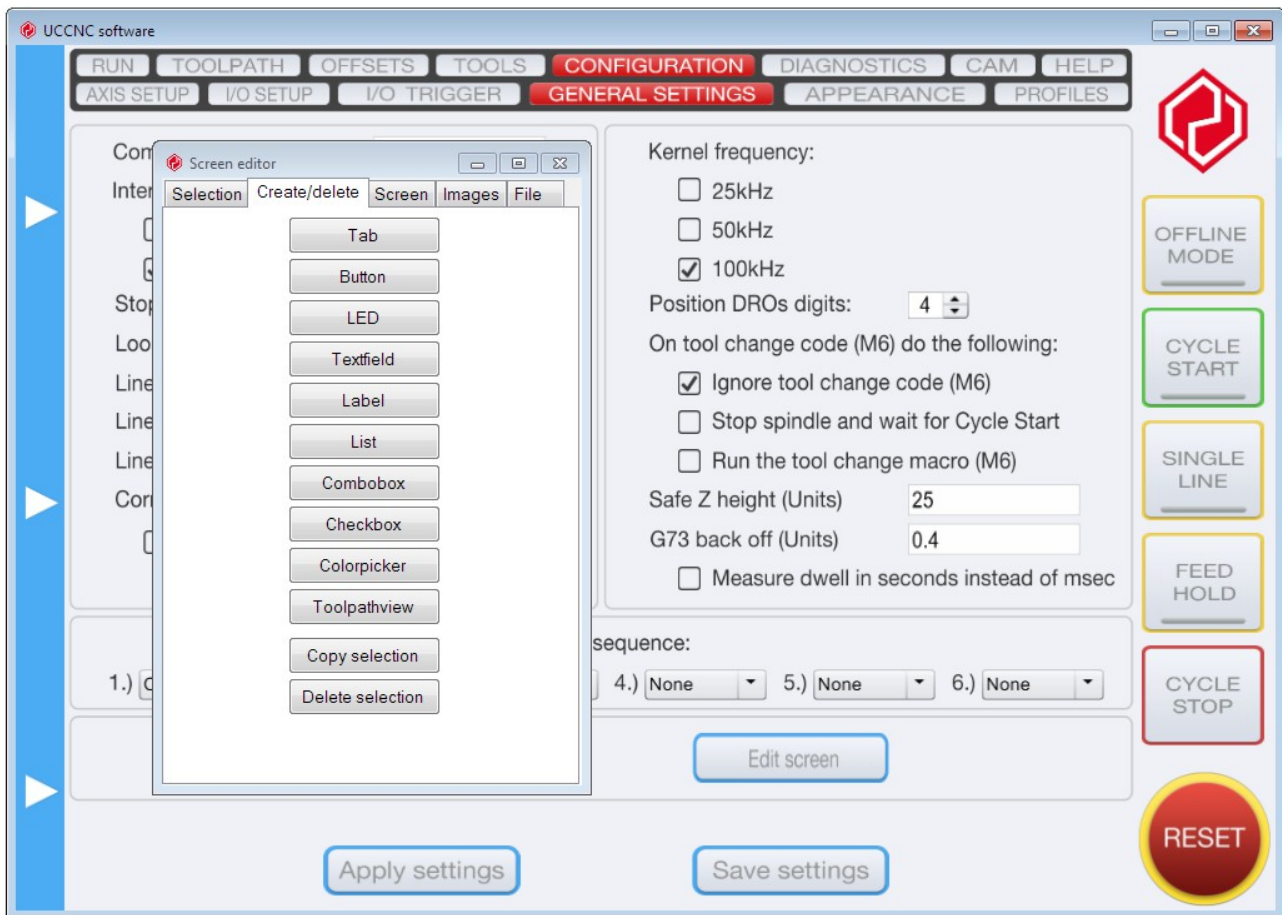 UCCNC software
RUN TOOLPATH OFFSETS TOOLS CONFIGURATION DIAGNOSTICS CAM HELP
AXIS SETUP I/O SETUP I/O TRIGGER GENERAL SETTINGS APPEARANCE PROFILES
Screen editor
Selection Create/delete Screen Images File
Tab
Button
LED
Textfield
Label
List
Combobox
Checkbox
Colorpicker
Toolpathview
Copy selection
Delete selection
Kernel frequency:
25kHz
50kHz
100kHz
Position DROs digits: 4
On tool change code (M6) do the following:
Ignore tool change code (M6)
Stop spindle and wait for Cycle Start
Run the tool change macro (M6)
Safe Z height (Units) 25
G73 back off (Units) 0.4
Measure dwell in seconds instead of msec
sequence:
1.) 4.) None 5.) None 6.) None
Edit screen
Apply settings Save settings
OFFLINE
MODE
CYCLE
START
SINGLE
LINE
FEED
HOLD
CYCLE
STOP
RESET